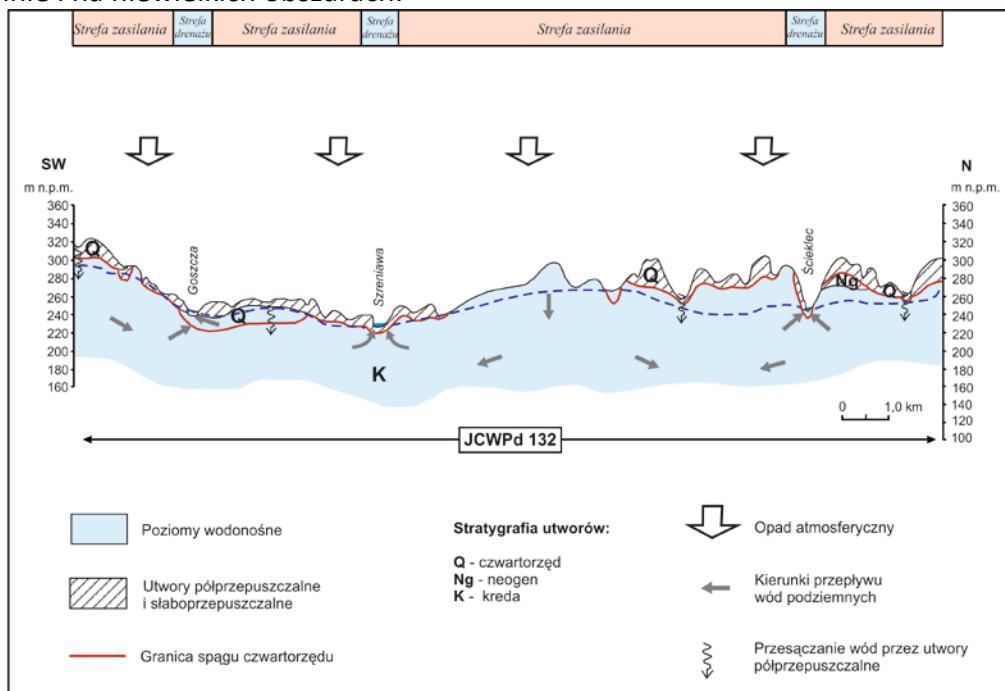 Strefa zasilania
Strefa
drenażu
Strefa zasilania
Strefa
drenażu
Strefa zasilania
Strefa
drenażu
Strefa zasilania
SW
N
m n.p.m.
m n.p.m.
360
340
320
300
280
260
240
220
200
180
160
360
340
320
300
280
260
240
220
200
180
160
140
120
100
Q
Goszcza
Q
Szreniawa
Q
Ścieklec
Ng
Q
K
0 1,0 km
JCWPd 132
Poziomy wodonośne
Utwory półprzepuszczalne
i słaboprzepuszczalne
Granica spągu czwartorzędu
Stratygrafia utworów:
Q - czwartorzęd
Ng - neogen
K - kreda
Opad atmosferyczny
Kierunki przepływu
wód podziemnych
Przesączanie wód przez utwory
półprzepuszczalne